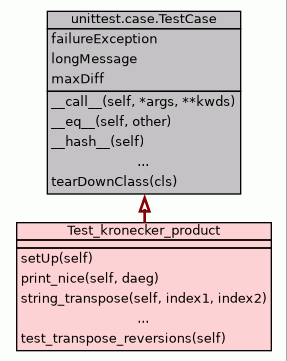 unittest.case.TestCase
failureException
longMessage
maxDiff
__call__(self, *args, **kwds)
__eq__(self, other)
__hash__(self)
...
tearDownClass(cls)
Test_kronecker_product
setUp(self)
print_nice(self, daeg)
string_transpose(self, index1, index2)
...
test_transpose_reversions(self)